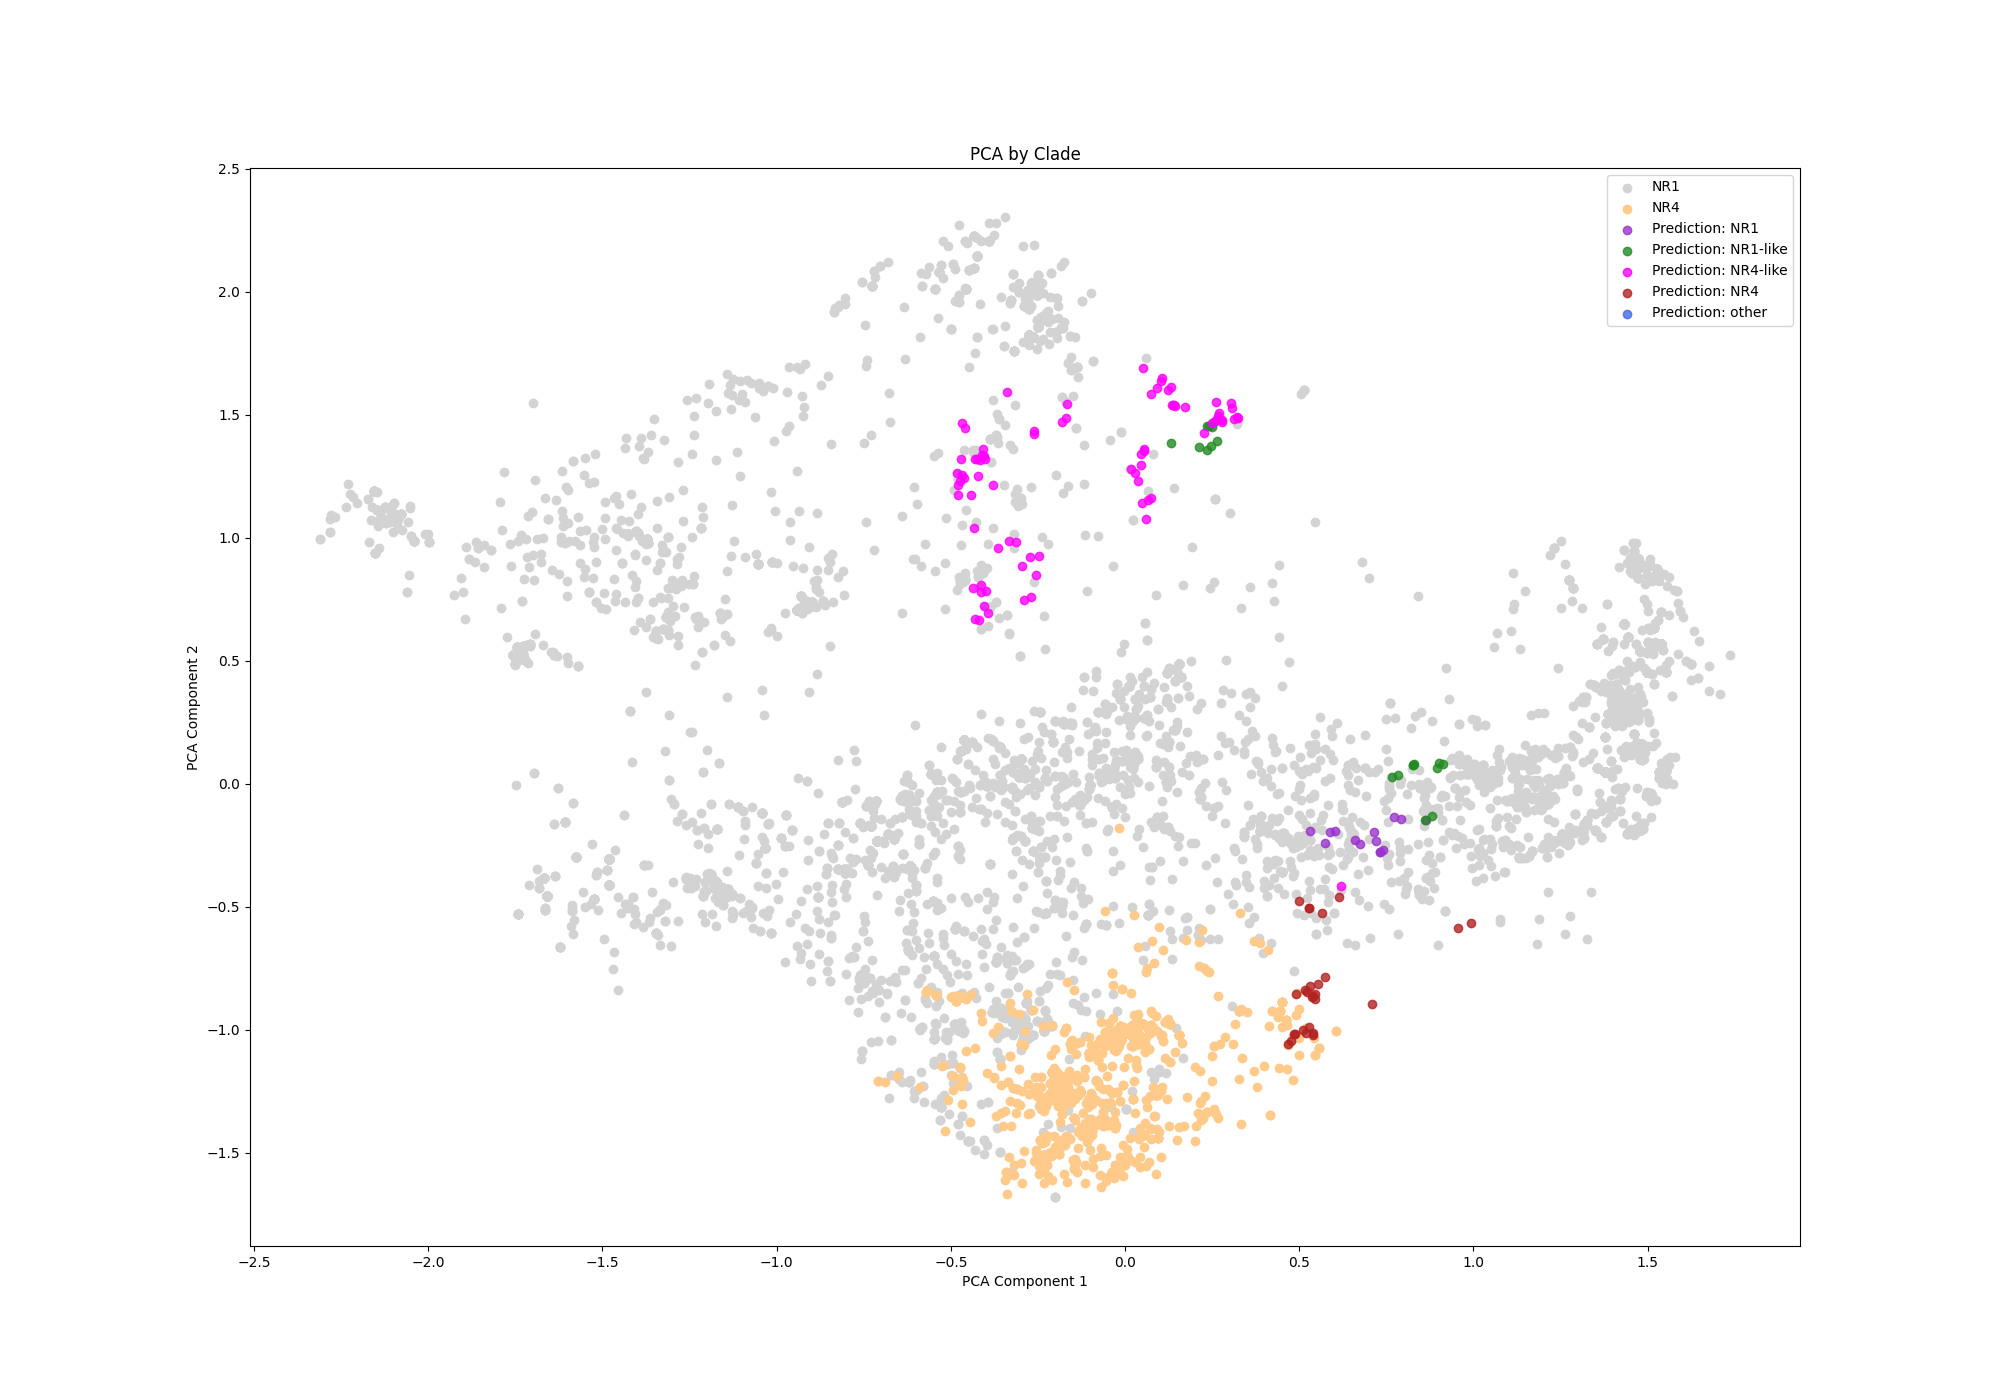 PCA by Clade
NR1
NR4
Prediction: NR1
Prediction: NR1-like
Prediction: NR4-like
Prediction: NR4
Prediction: other
2.5
2.0
1.5
1.0
0.5
0.0
−0.5
−1.0
−1.5
PCA Component 2
−2.5
−2.0
−1.5
−1.0
−0.5
0.0
0.5
1.0
1.5
PCA Component 1